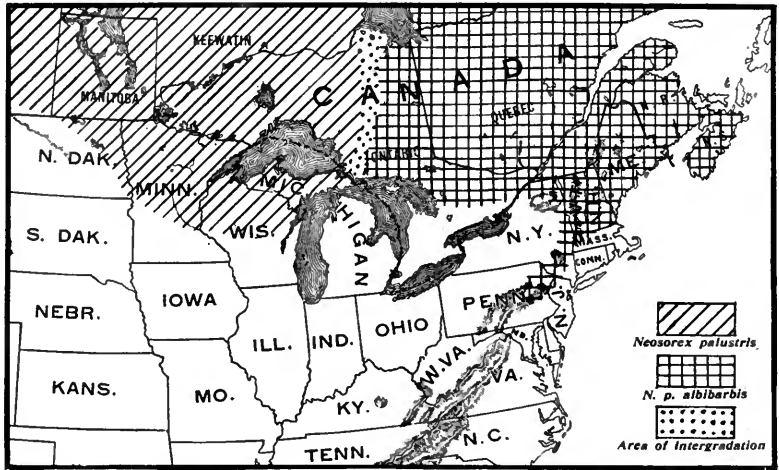 KEEWATIN
MANITOBA
CANADA
QUEBEC
ONTARIO
N. DAK.
MINN.
MICHIGAN
ME.
N.S.
S. DAK.
WIS.
N.Y.
MASS.
CONN.
NEBR.
IOWA
ILL.
IND.
OHIO
PENN.
N.J.
KANS.
MO.
KY.
W.VA.
VA.
TENN.
N.C.
Neosorex palustris
N. p. albibarbis
Area of Intergradation